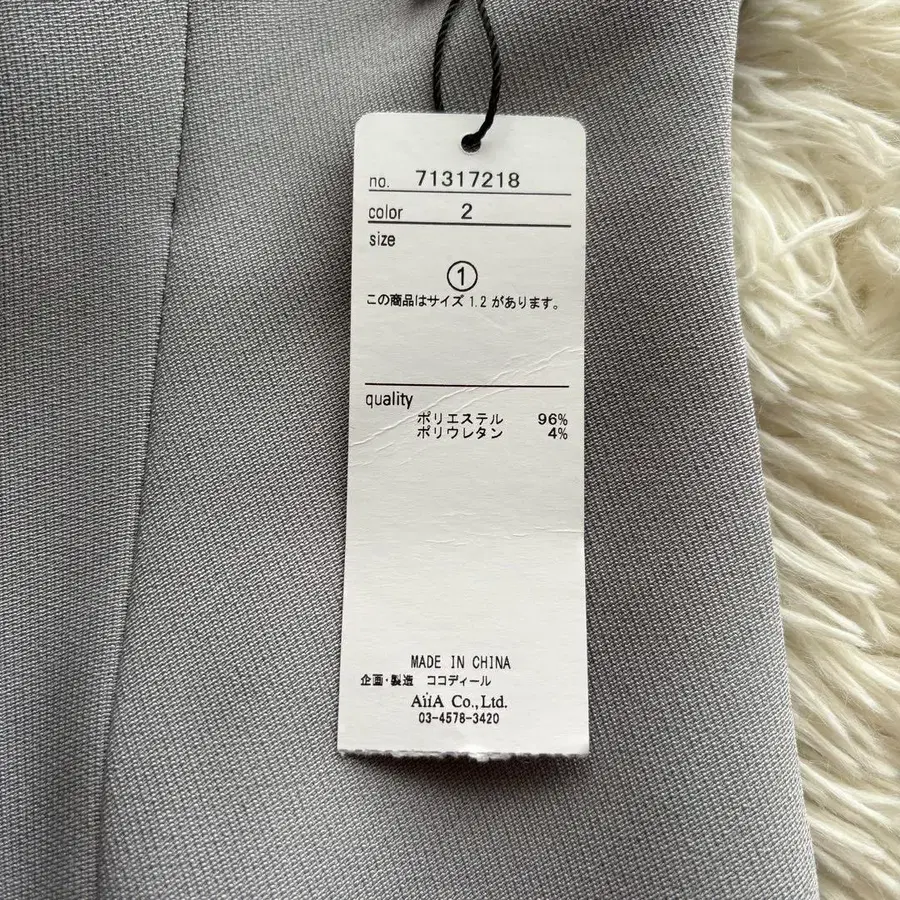 no. 71317218
color 2
size
①
この商品はサイズ 1.2 があります。
quality
ポリエステル 96%
ポリウレタン 4%
MADE IN CHINA
企画・製造 ココディール
AïïA Co.,Ltd.
03-4578-3420